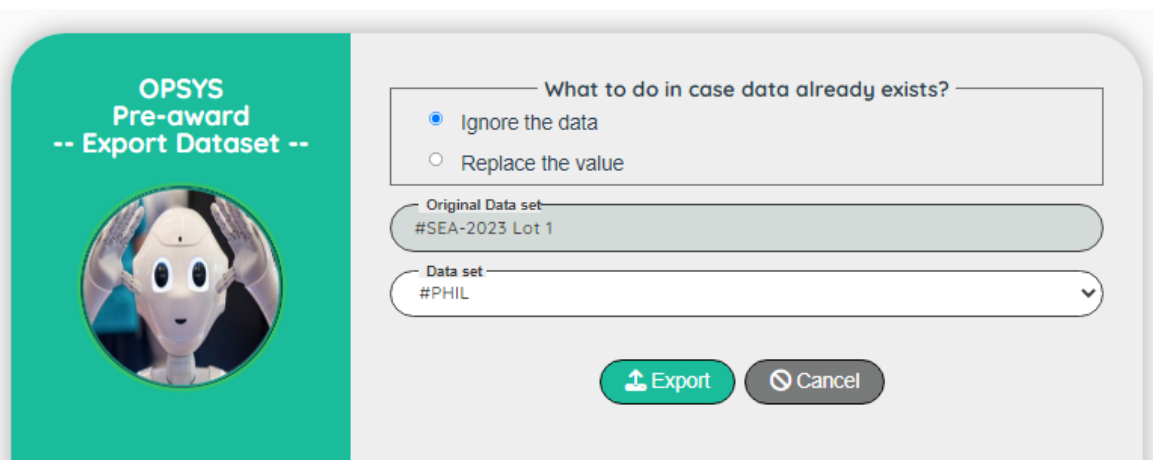 OPSYS
Pre-award
-- Export Dataset --
What to do in case data already exists?
Ignore the data
Replace the value
Original Data set
#SEA-2023 Lot 1
Data set
#PHIL
Export
Cancel